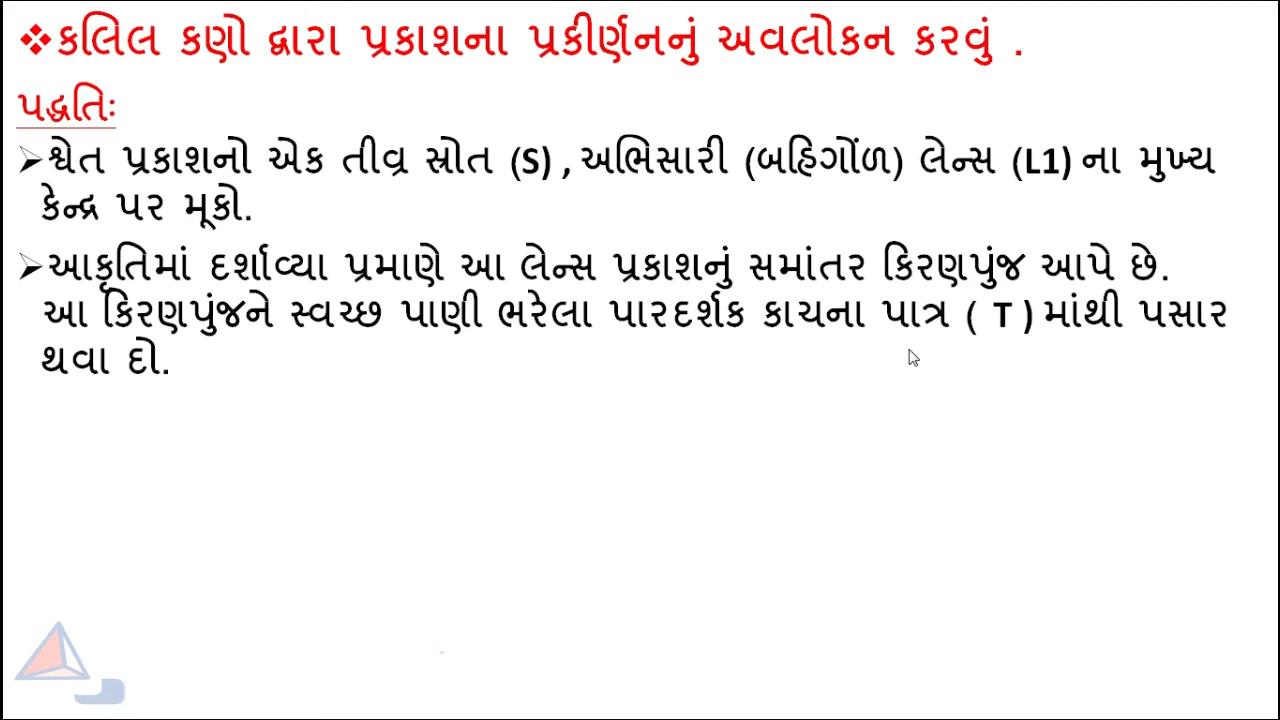 ❖કલિલ કણો દ્વારા પ્રકાશના પ્રકીર્ણનનું અવલોકન કરવું .
પદ્ધતિઃ
➢શ્વેત પ્રકાશનો એક તીવ્ર સ્રોત (S) , અભિસારી (બહિગોંળ) લેન્સ (L1) ના મુખ્ય
કેન્દ્ર પર મૂકો.
➢આકૃતિમાં દર્શાવ્યા પ્રમાણે આ લેન્સ પ્રકાશનું સમાંતર કિરણપુંજ આપે છે.
આ કિરણપુંજને સ્વચ્છ પાણી ભરેલા પારદર્શક કાચના પાત્ર ( T ) માંથી પસાર
થવા દો.